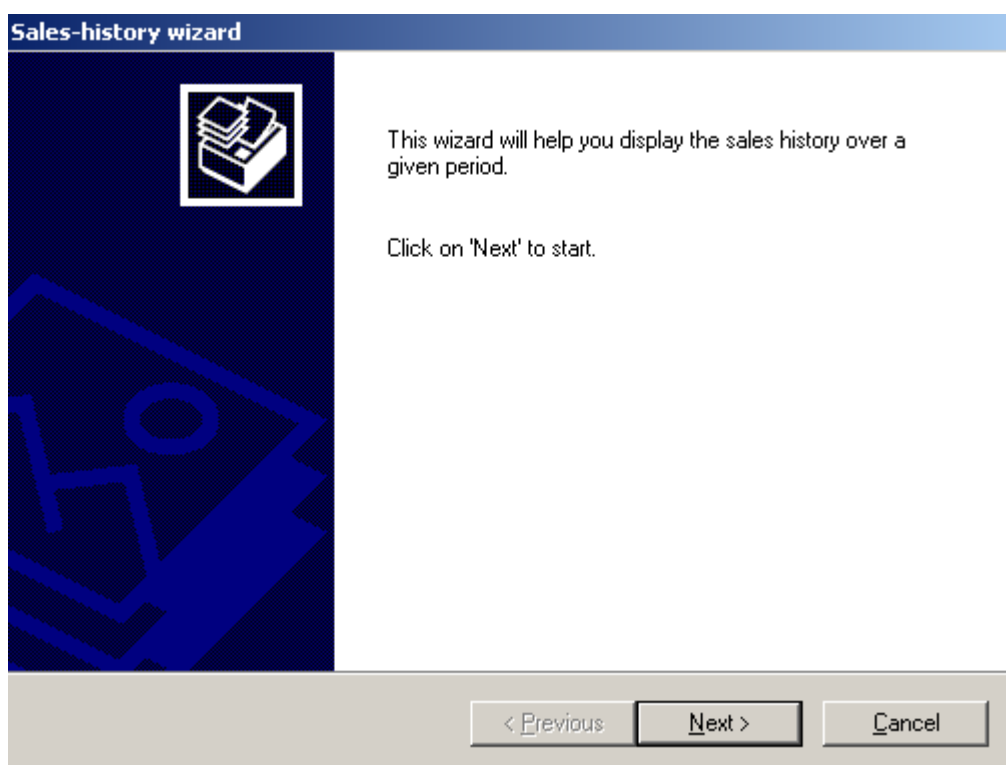 Sales-history wizard
This wizard will help you display the sales history over a
given period.
Click on 'Next' to start.
< Previous
Next >
Cancel